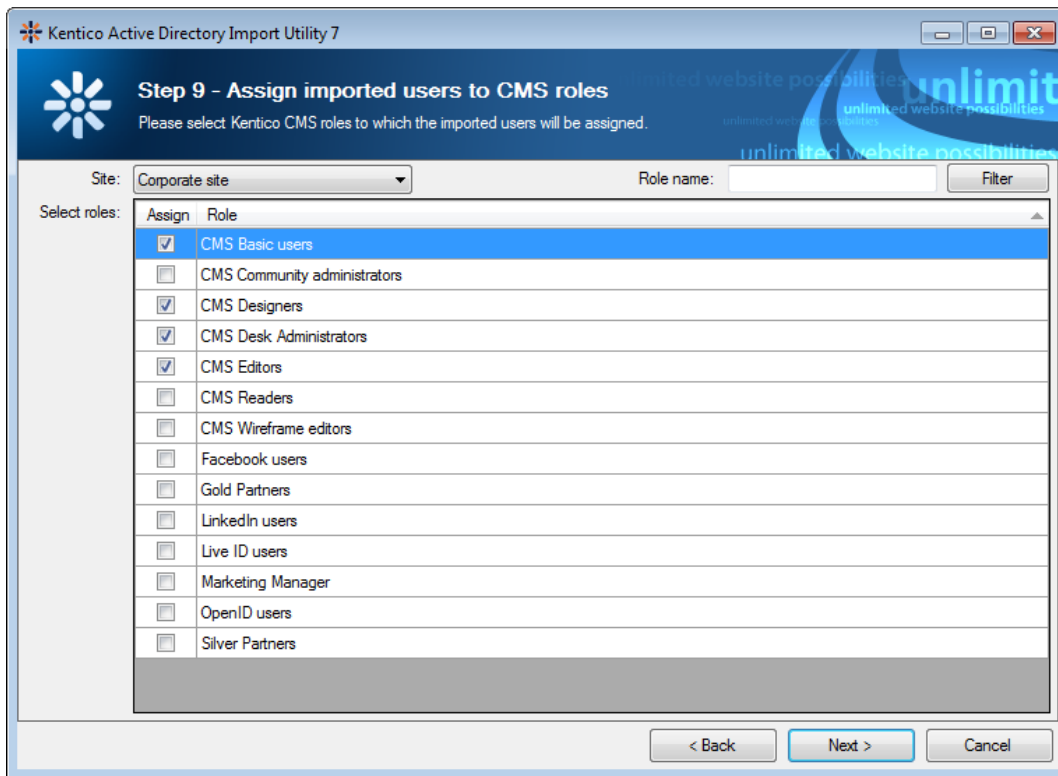 Kentico Active Directory Import Utility 7
Step 9 - Assign imported users to CMS roles
Please select Kentico CMS roles to which the imported users will be assigned.
unlimited website possibilities
unlimit
unlimited website possibilities
unlimited website possibilities
unlimited website possibilities
Site:
Corporate site
Role name:
Filter
Select roles:
Assign Role
CMS Basic users
CMS Community administrators
CMS Designers
CMS Desk Administrators
CMS Editors
CMS Readers
CMS Wireframe editors
Facebook users
Gold Partners
LinkedIn users
Live ID users
Marketing Manager
OpenID users
Silver Partners
< Back
Next >
Cancel